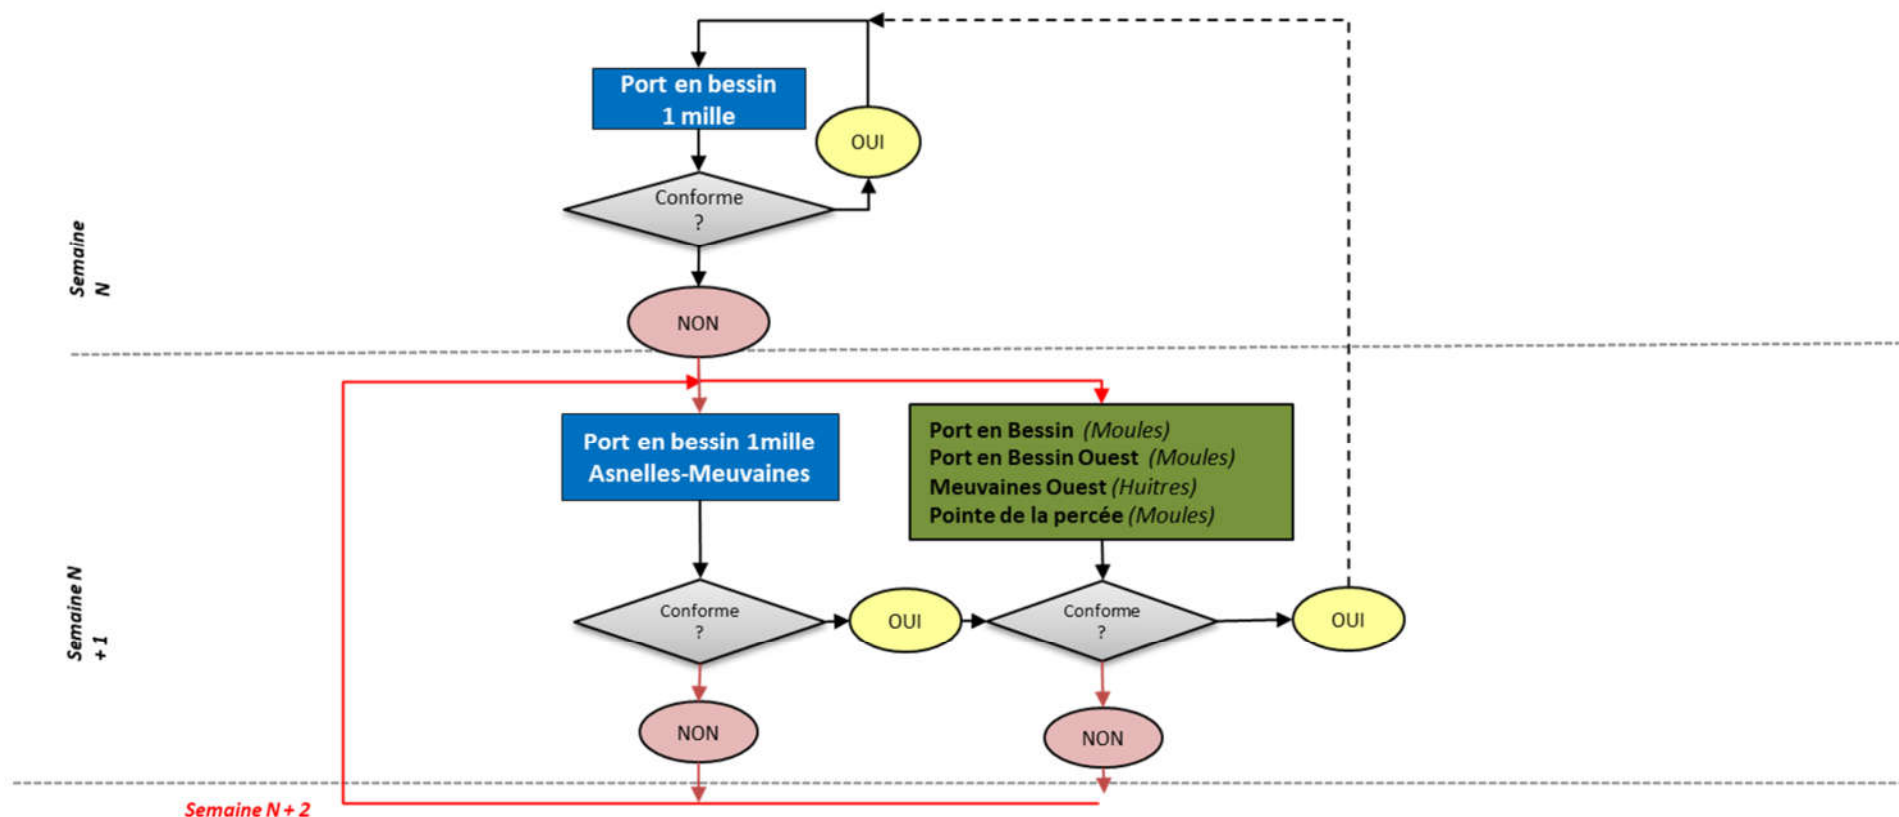 Port en bessin
1 mille
OUI
Conforme
?
Semaine
N
NON
Port en bessin 1mille
Asnelles-Meuvaines
Port en Bessin (Moules)
Port en Bessin Ouest (Moules)
Meuvaines Ouest (Huitres)
Pointe de la percée (Moules)
Semaine N
+ 1
Conforme
?
OUI
Conforme
?
OUI
NON
NON
Semaine N + 2